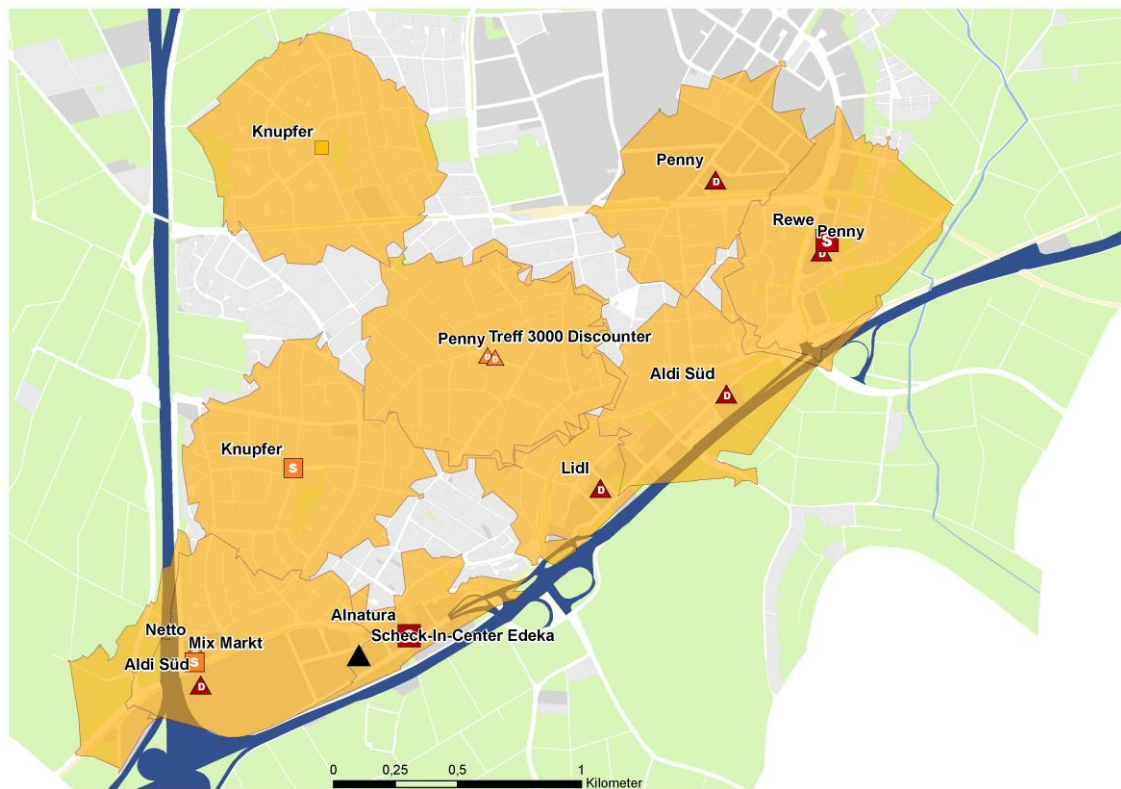 Knupfer
Penny
D
Rewe
Penny
S
D
Penny
Treff 3000 Discounter
D
D
Aldi Süd
D
Knupfer
S
Lidl
D
Alnatura
Scheck-In-Center Edeka
Netto
Mix Markt
Aldi Süd
S
D
0 0,25 0,5 1
Kilometer